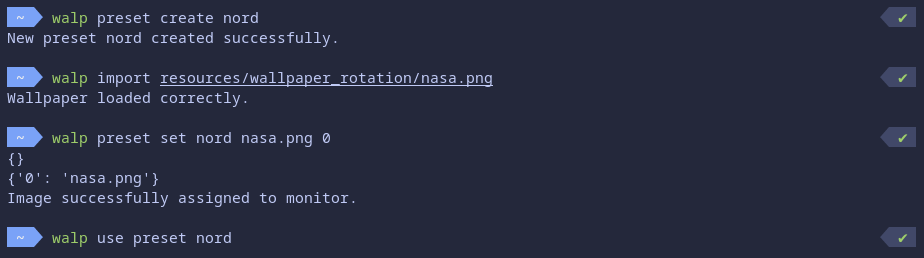 ~ walp preset create nord ✔
New preset nord created successfully.
~ walp import resources/wallpaper_rotation/nasa.png ✔
Wallpaper loaded correctly.
~ walp preset set nord nasa.png 0 ✔
{}
{'0': 'nasa.png'}
Image successfully assigned to monitor.
~ walp use preset nord ✔